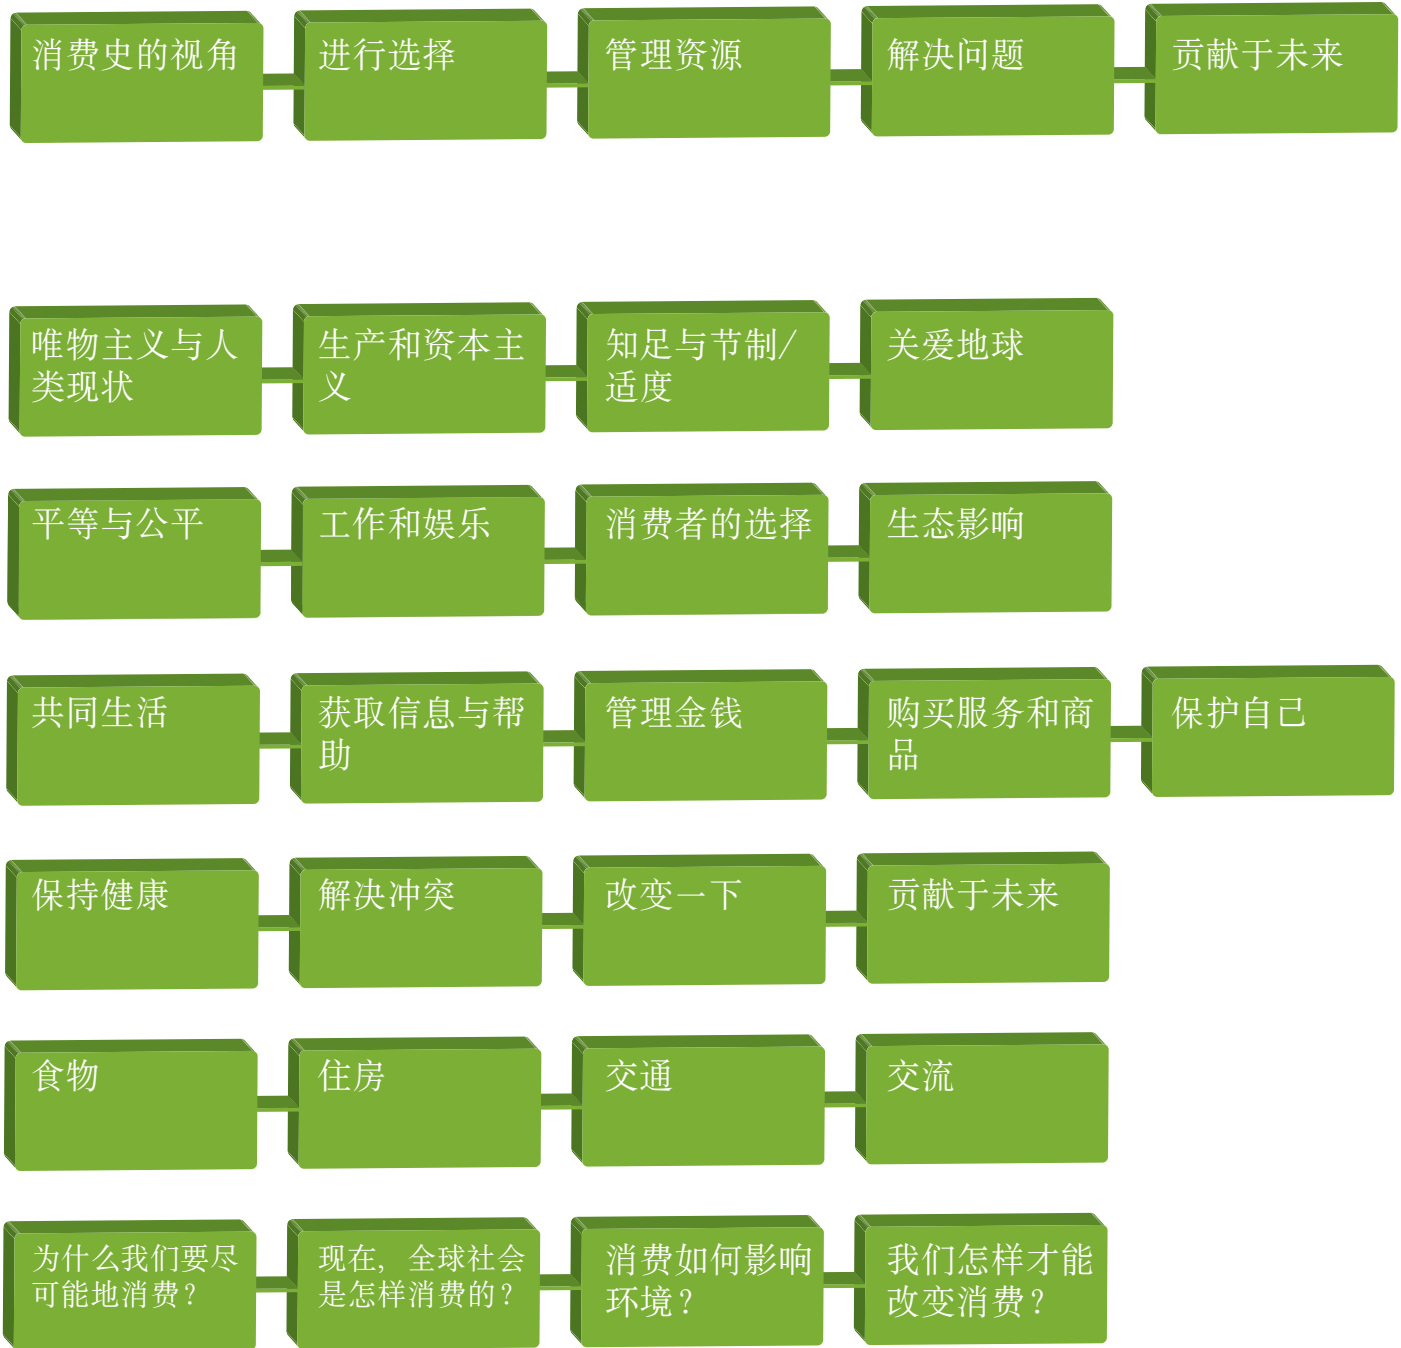 消费史的视角
进行选择
管理资源
解决问题
贡献于未来
唯物主义与人
类现状
生产和资本主
义
知足与节制/
适度
关爱地球
平等与公平
工作和娱乐
消费者的选择
生态影响
共同生活
获取信息与帮
助
管理金钱
购买服务和商
品
保护自己
保持健康
解决冲突
改变一下
贡献于未来
食物
住房
交通
交流
为什么我们要尽
可能地消费？
现在，全球社会
是怎样消费的？
消费如何影响
环境？
我们怎样才能
改变消费？